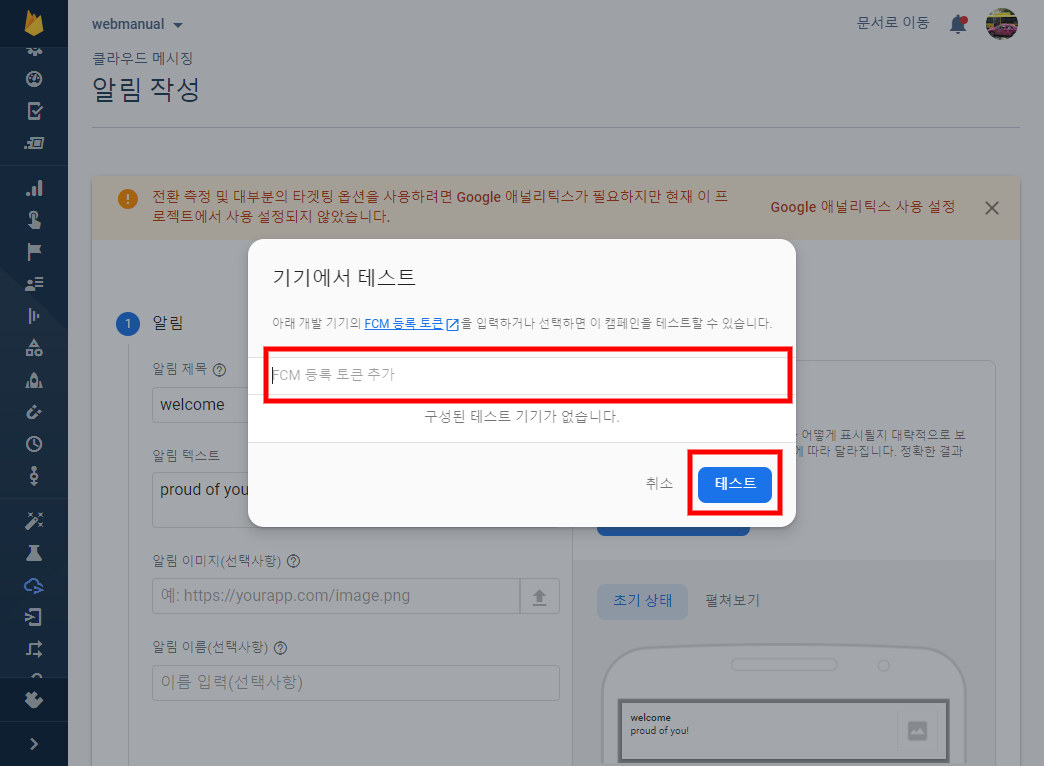 webmanual
문서로 이동
클라우드 메시징
알림 작성
전환 측정 및 대부분의 타겟팅 옵션을 사용하려면 Google 애널리틱스가 필요하지만 현재 이 프
로젝트에서 사용 설정되지 않았습니다.
Google 애널리틱스 사용 설정
기기에서 테스트
아래 개발 기기의 FCM 등록 토큰을 입력하거나 선택하면 이 캠페인을 테스트할 수 있습니다.
FCM 등록 토큰 추가
구성된 테스트 기기가 없습니다.
취소
테스트
1
알림
알림 제목
welcome
알림 텍스트
proud of you
알림 이미지(선택사항)
예: https://yourapp.com/image.png
알림 이름(선택사항)
이름 입력(선택사항)
어떻게 표시될지 대략적으로 보
에 따라 달라집니다. 정확한 결과
초기 상태
펼쳐보기
welcome
proud of you!